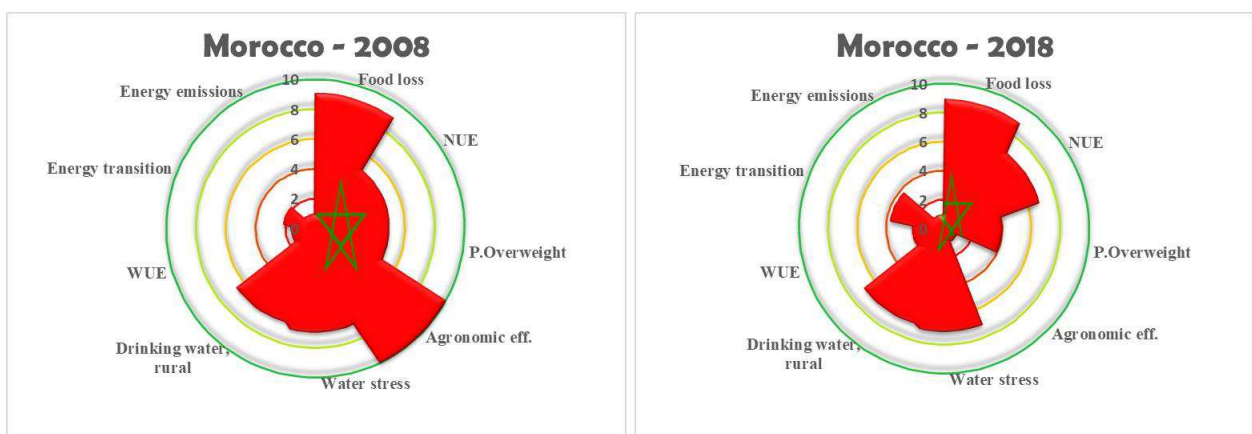 Morocco - 2008
10
Food loss
Energy emissions
8
NUE
6
Energy transition
4
2
0
P.Overweight
WUE
Agronomic eff.
Drinking water,
rural
Water stress
Morocco - 2018
10
Food loss
Energy emissions
8
NUE
6
Energy transition
4
2
0
P.Overweight
WUE
Agronomic eff.
Drinking water,
rural
Water stress